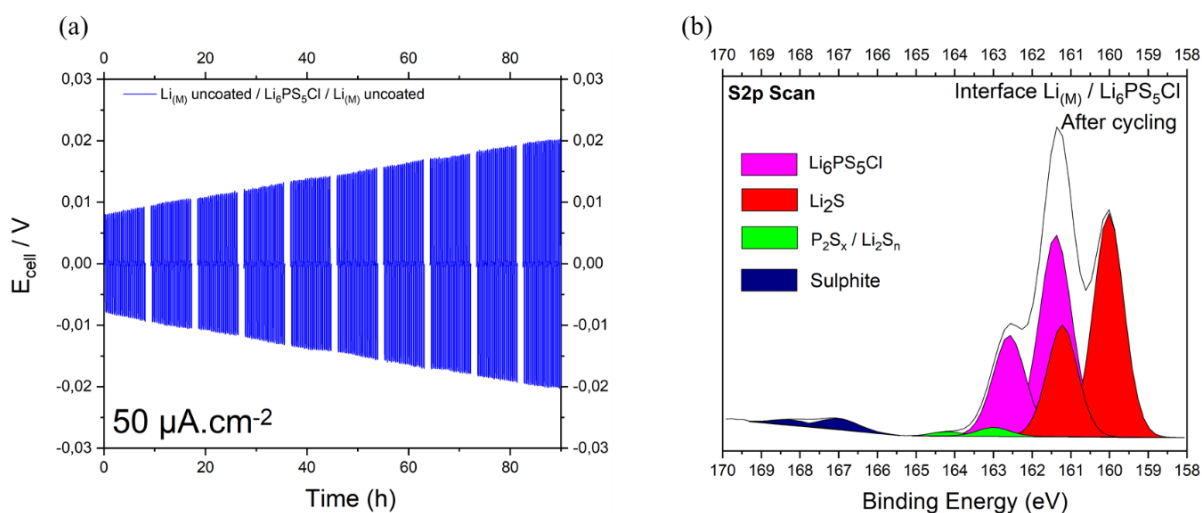 (a)
0 20 40 60 80
0,03 0,03
Li(M) uncoated / Li6PS5Cl / Li(M) uncoated
0,02 0,02
0,01 0,01
0,00 0,00
-0,01 -0,01
-0,02 -0,02
-0,03 -0,03
Ecell / V
50 µA.cm-2
0 20 40 60 80
Time (h)
(b)
170 169 168 167 166 165 164 163 162 161 160 159 158
S2p Scan
Interface Li(M) / Li6PS5Cl
After cycling
Li6PS5Cl
Li2S
P2Sx / Li2Sn
Sulphite
170 169 168 167 166 165 164 163 162 161 160 159 158
Binding Energy (eV)